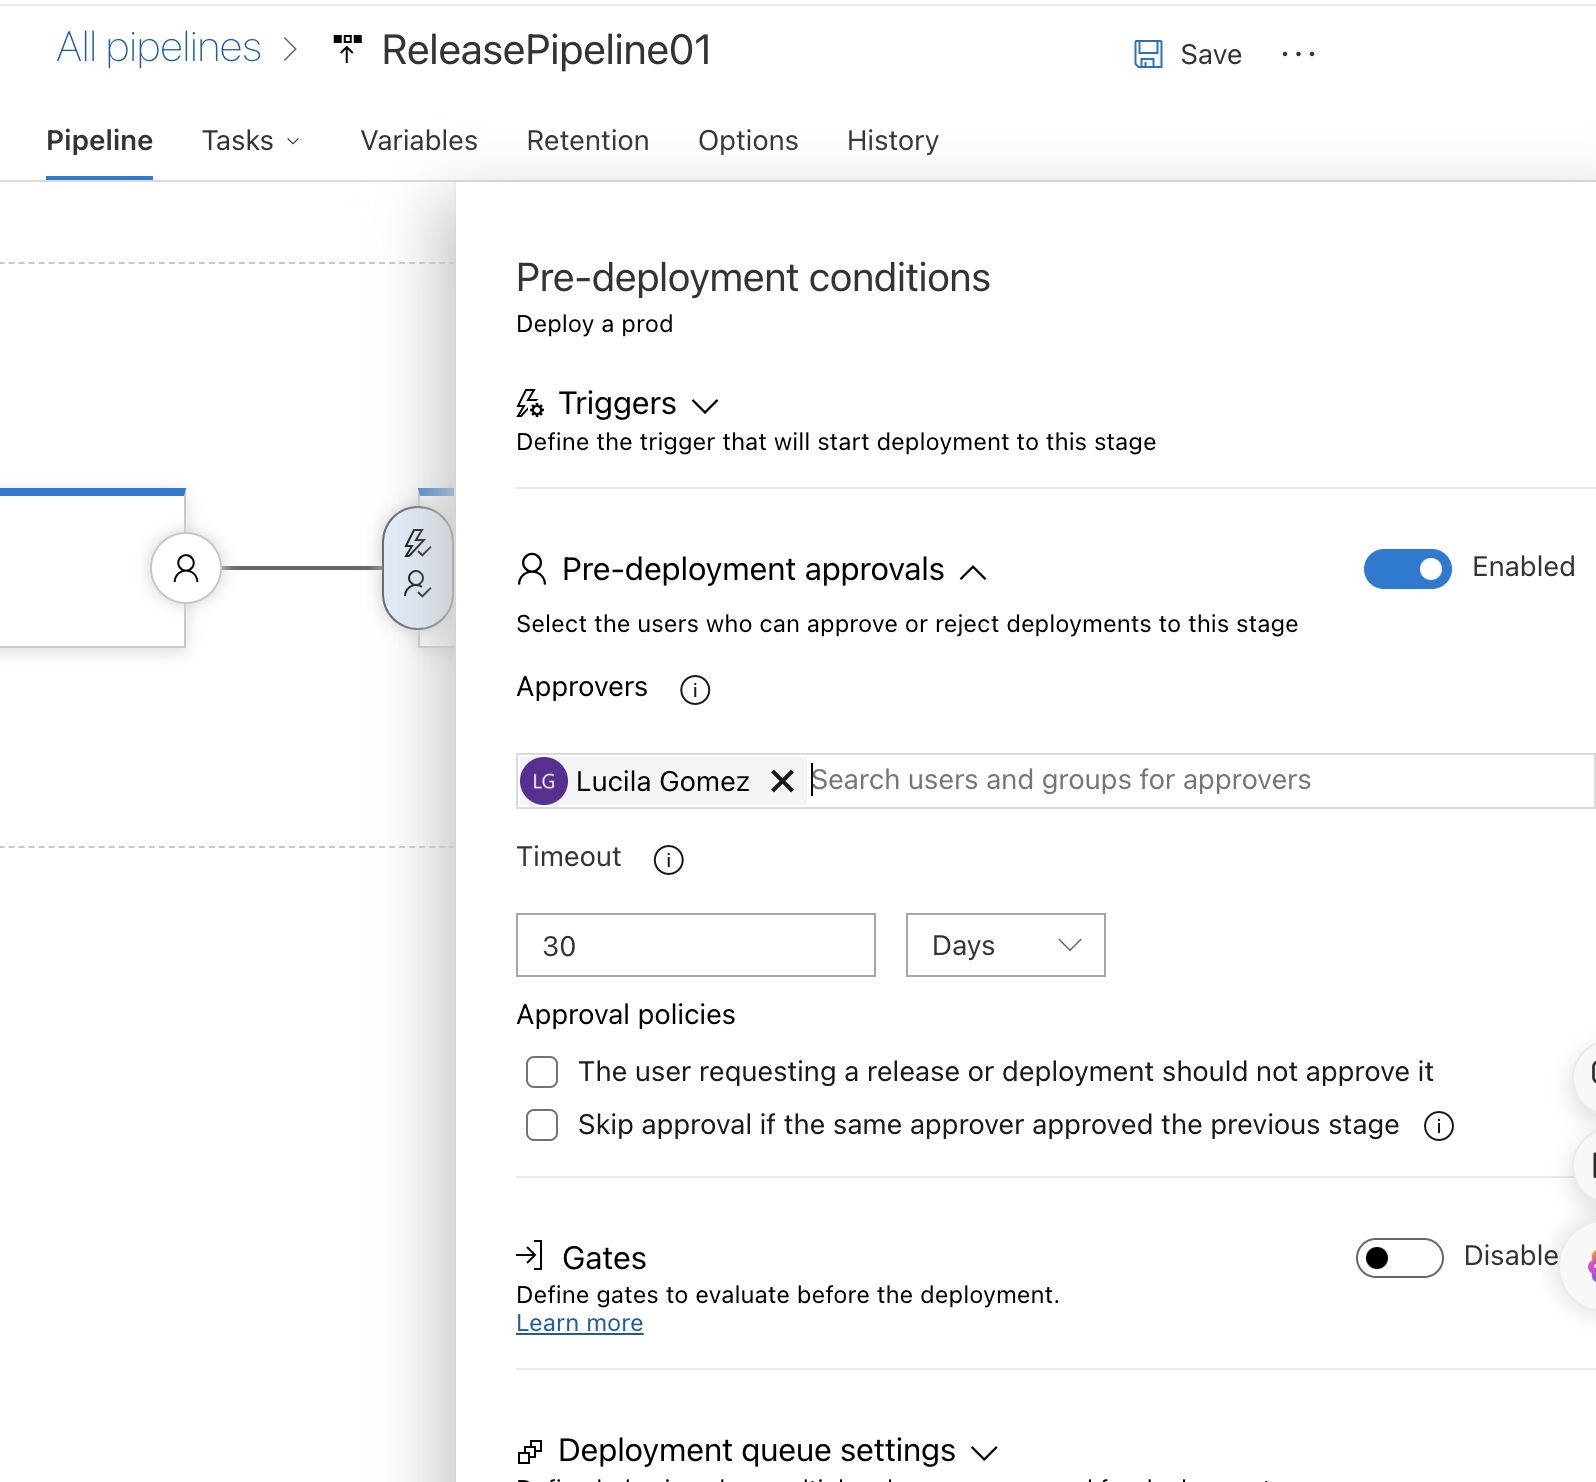 All pipelines > ReleasePipeline01
Save ...
Pipeline Tasks Variables Retention Options History
Pre-deployment conditions
Deploy a prod
Triggers
Define the trigger that will start deployment to this stage
Pre-deployment approvals
Enabled
Select the users who can approve or reject deployments to this stage
Approvers
LG Lucila Gomez Search users and groups for approvers
Timeout
30 Days
Approval policies
The user requesting a release or deployment should not approve it
Skip approval if the same approver approved the previous stage
Gates
Disable
Define gates to evaluate before the deployment.
Learn more
Deployment queue settings